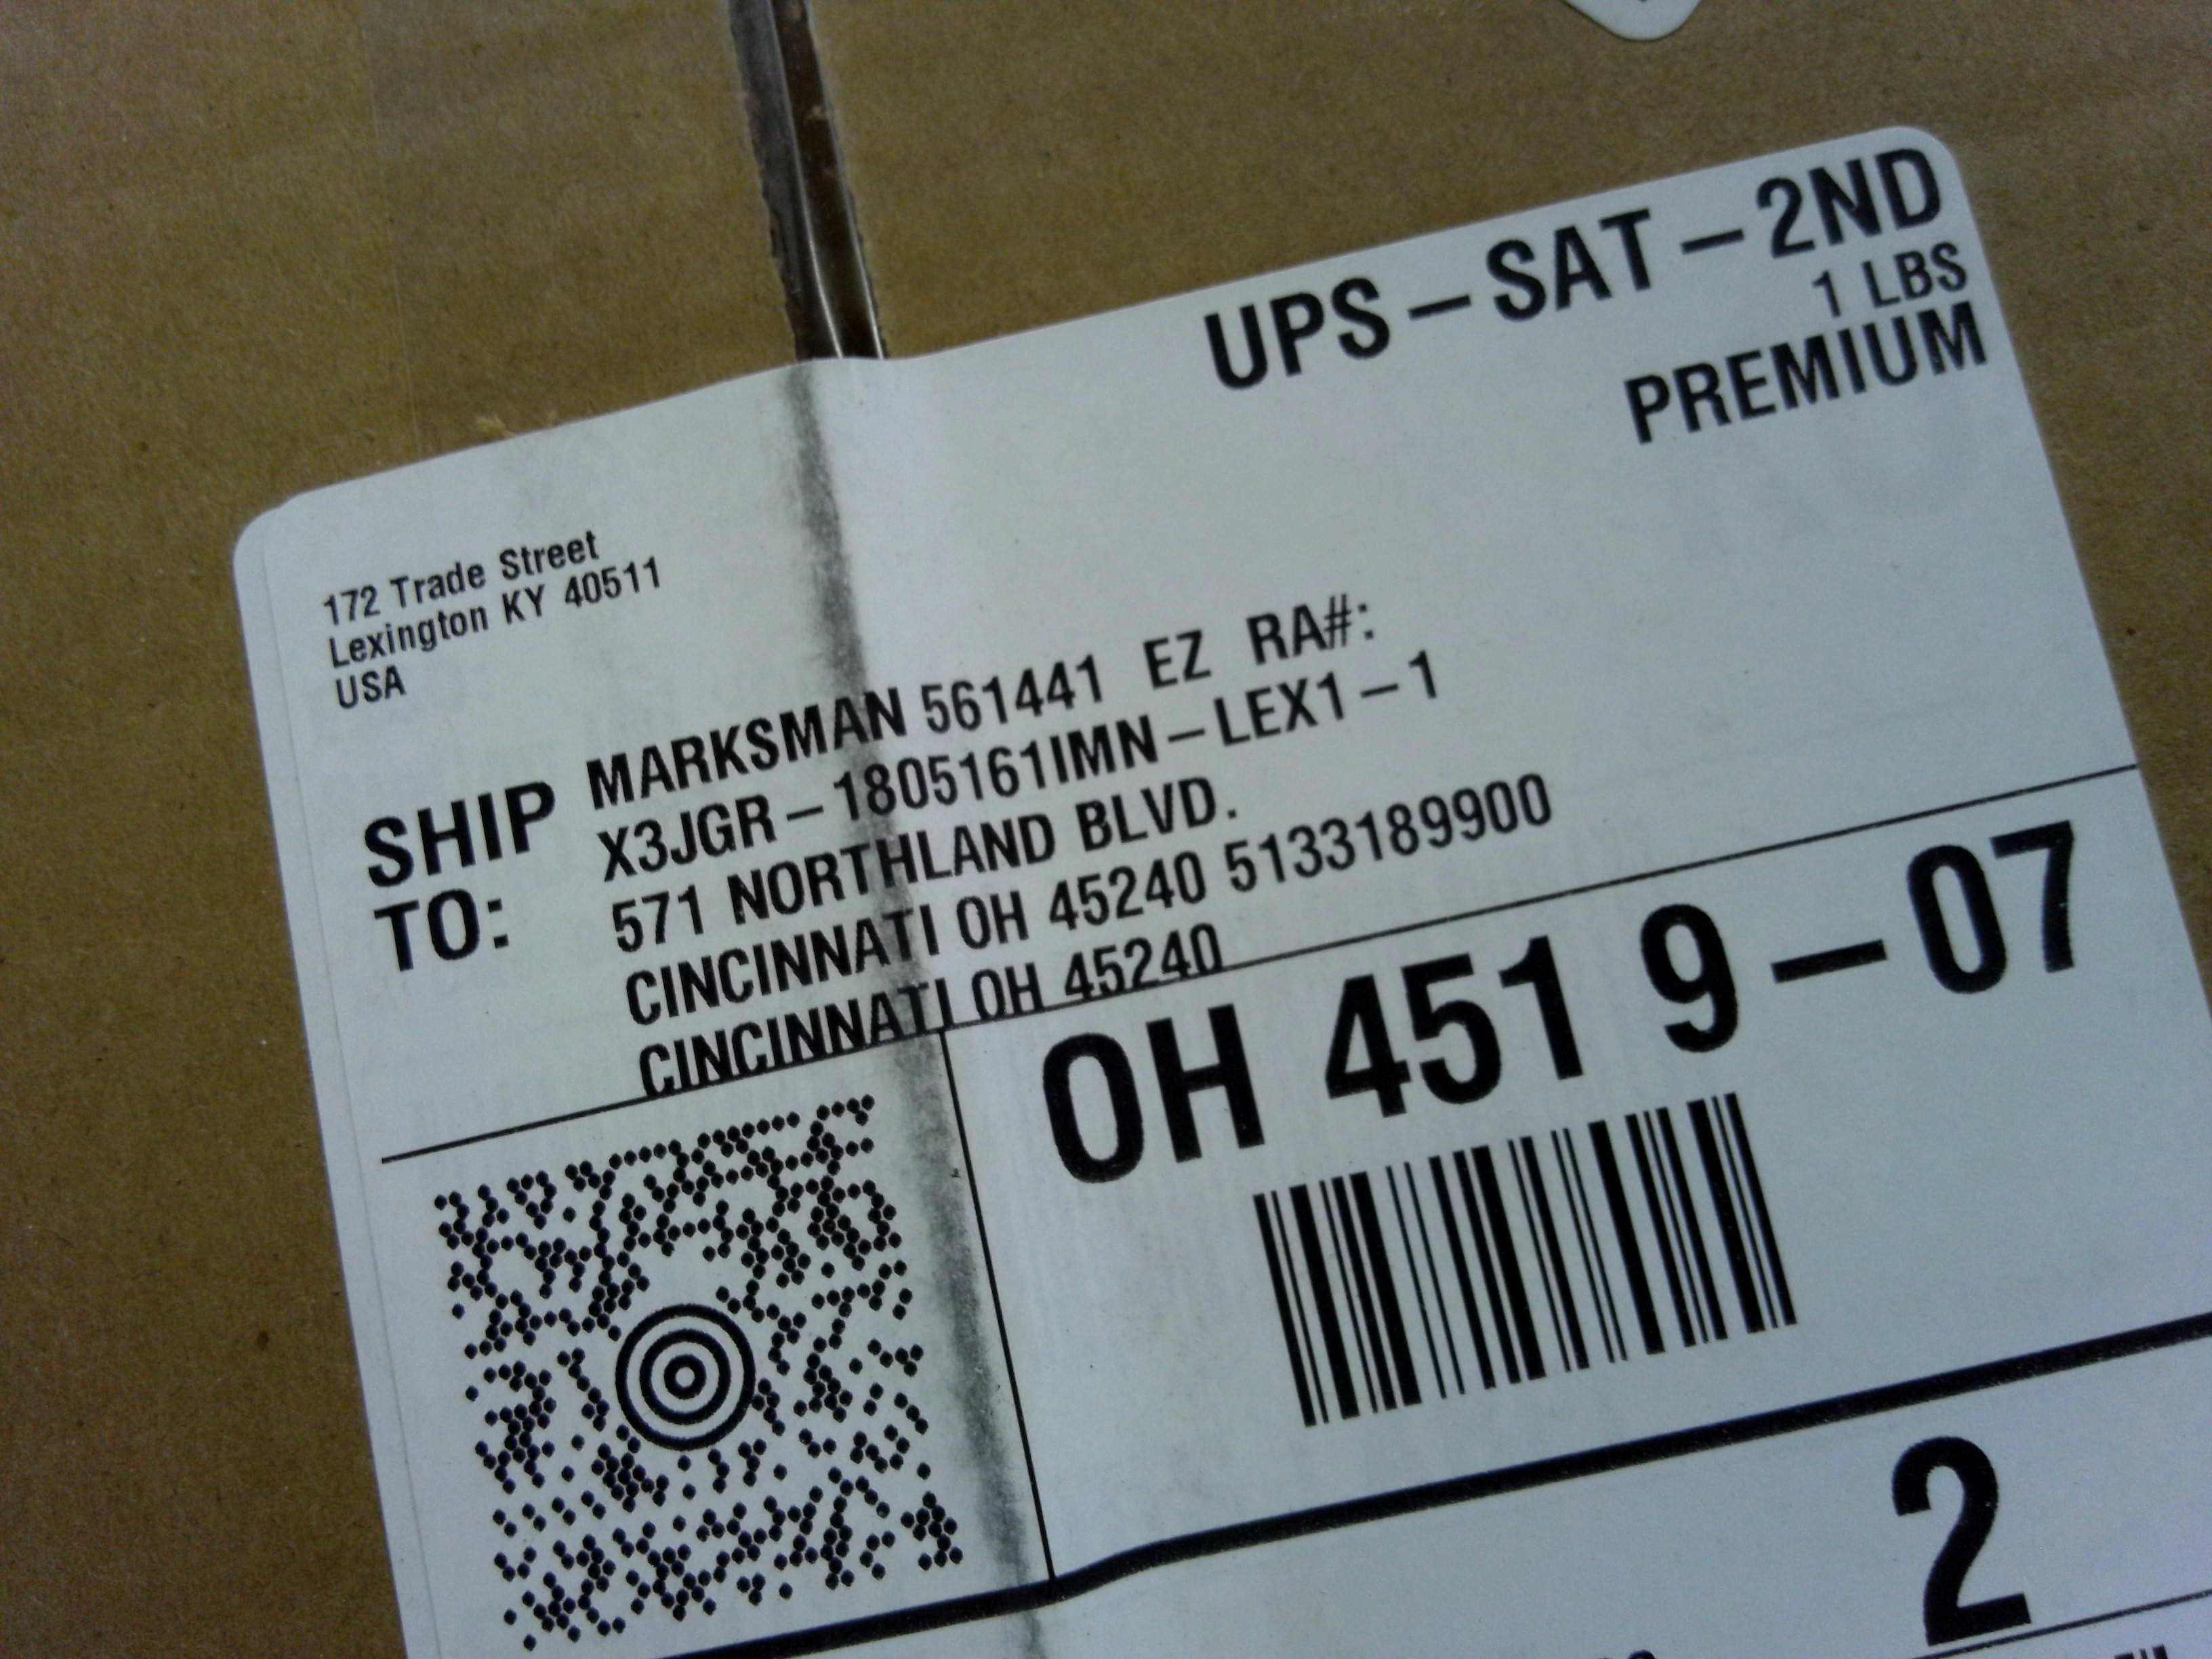 UPS-SAT-2ND
1 LBS
PREMIUM
172 Trade Street
Lexington KY 40511
USA
SHIP TO:
MARKSMAN 561441 EZ RA#:
X3JGR-1805161IMN-LEX1-1
571 NORTHLAND BLVD.
CINCINNATI OH 45240 5133189900
CINCINNATI OH 45240
OH 451 9-07
2